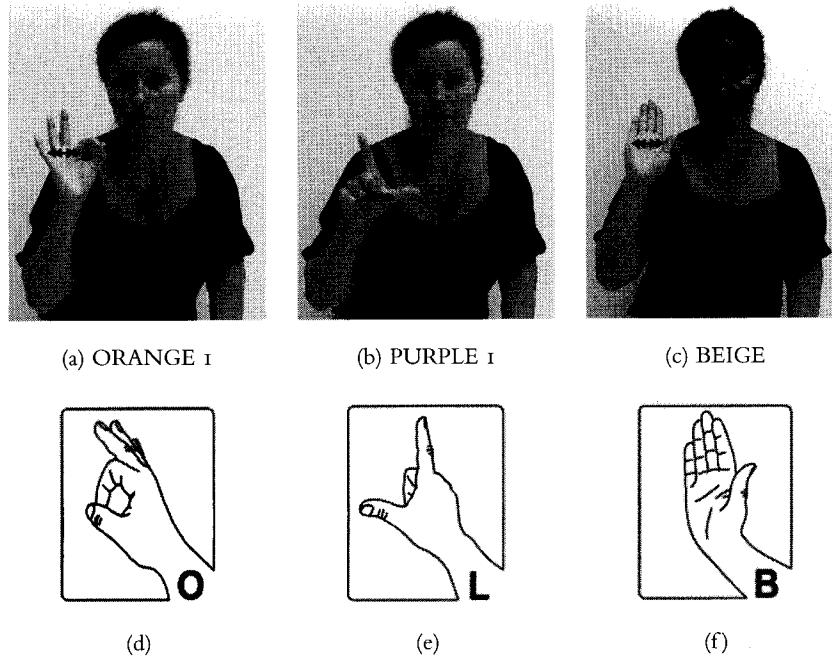 (a) ORANGE 1
(b) PURPLE 1
(c) BEIGE
O
L
B
(d)
(e)
(f)